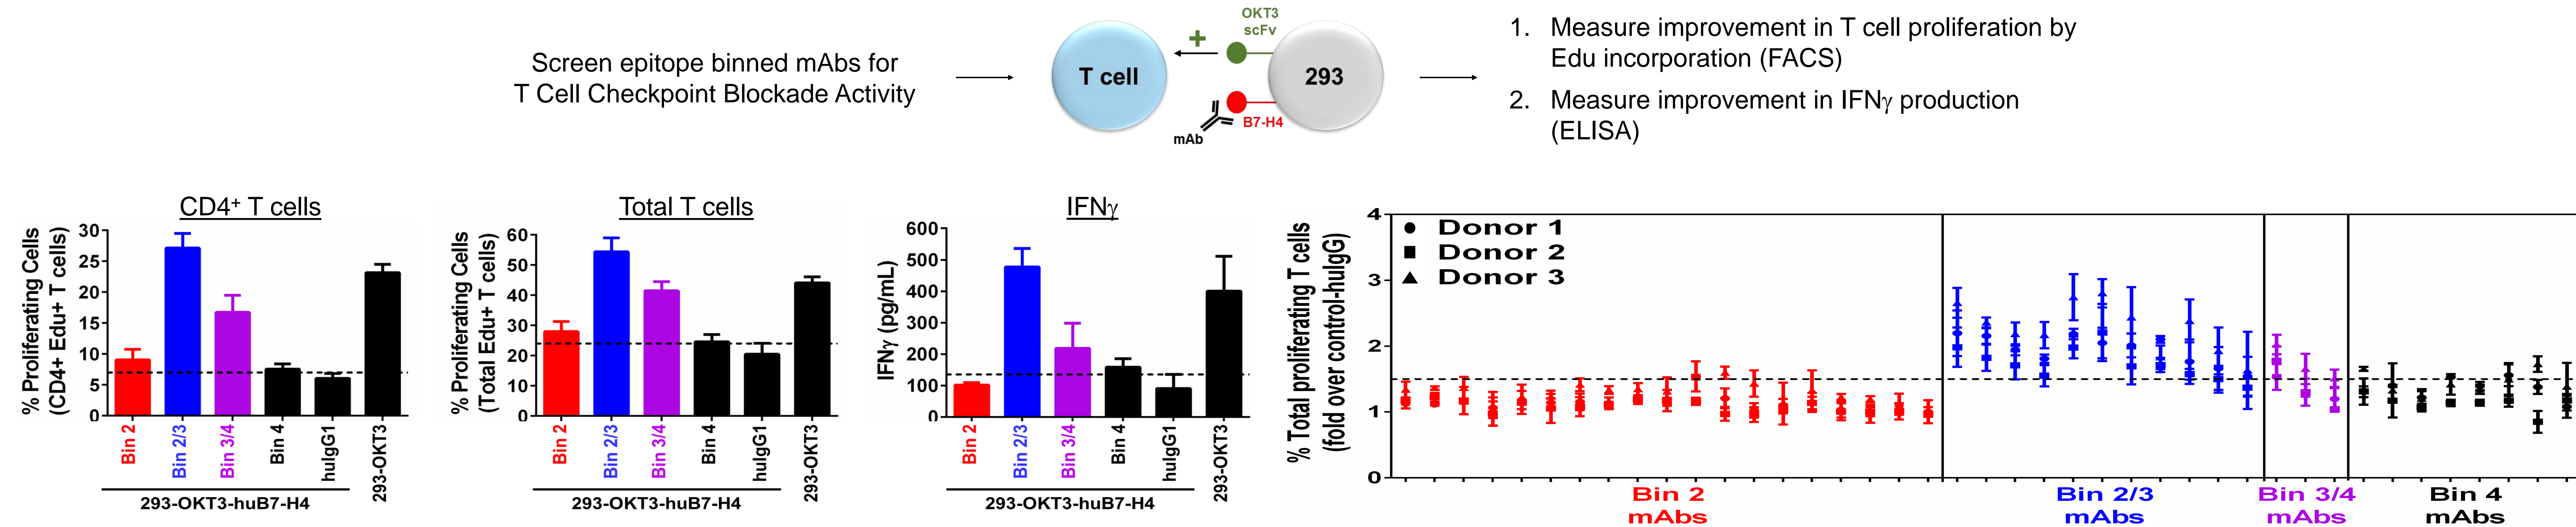 Screen epitope binned mAbs for
T Cell Checkpoint Blockade Activity
T cell
+
OKT3
scFv
293
B7-H4
mAb
1. Measure improvement in T cell proliferation by
Edu incorporation (FACS)
2. Measure improvement in IFNγ production
(ELISA)
CD4+ T cells
% Proliferating Cells
(CD4+ Edu+ T cells)
30
25
20
15
10
5
0
Bin 2
Bin 2/3
Bin 3/4
Bin 4
huIgG1
293-OKT3
293-OKT3-huB7-H4
Total T cells
% Proliferating Cells
(Total Edu+ T cells)
60
50
40
30
20
10
0
Bin 2
Bin 2/3
Bin 3/4
Bin 4
huIgG1
293-OKT3
293-OKT3-huB7-H4
IFNγ
IFNγ (pg/mL)
600
500
400
300
200
100
0
Bin 2
Bin 2/3
Bin 3/4
Bin 4
huIgG1
293-OKT3
293-OKT3-huB7-H4
% Total proliferating T cells
(fold over control-huIgG)
4
3
2
1
0
Donor 1
Donor 2
Donor 3
Bin 2
mAbs
Bin 2/3
mAbs
Bin 3/4
mAbs
Bin 4
mAbs